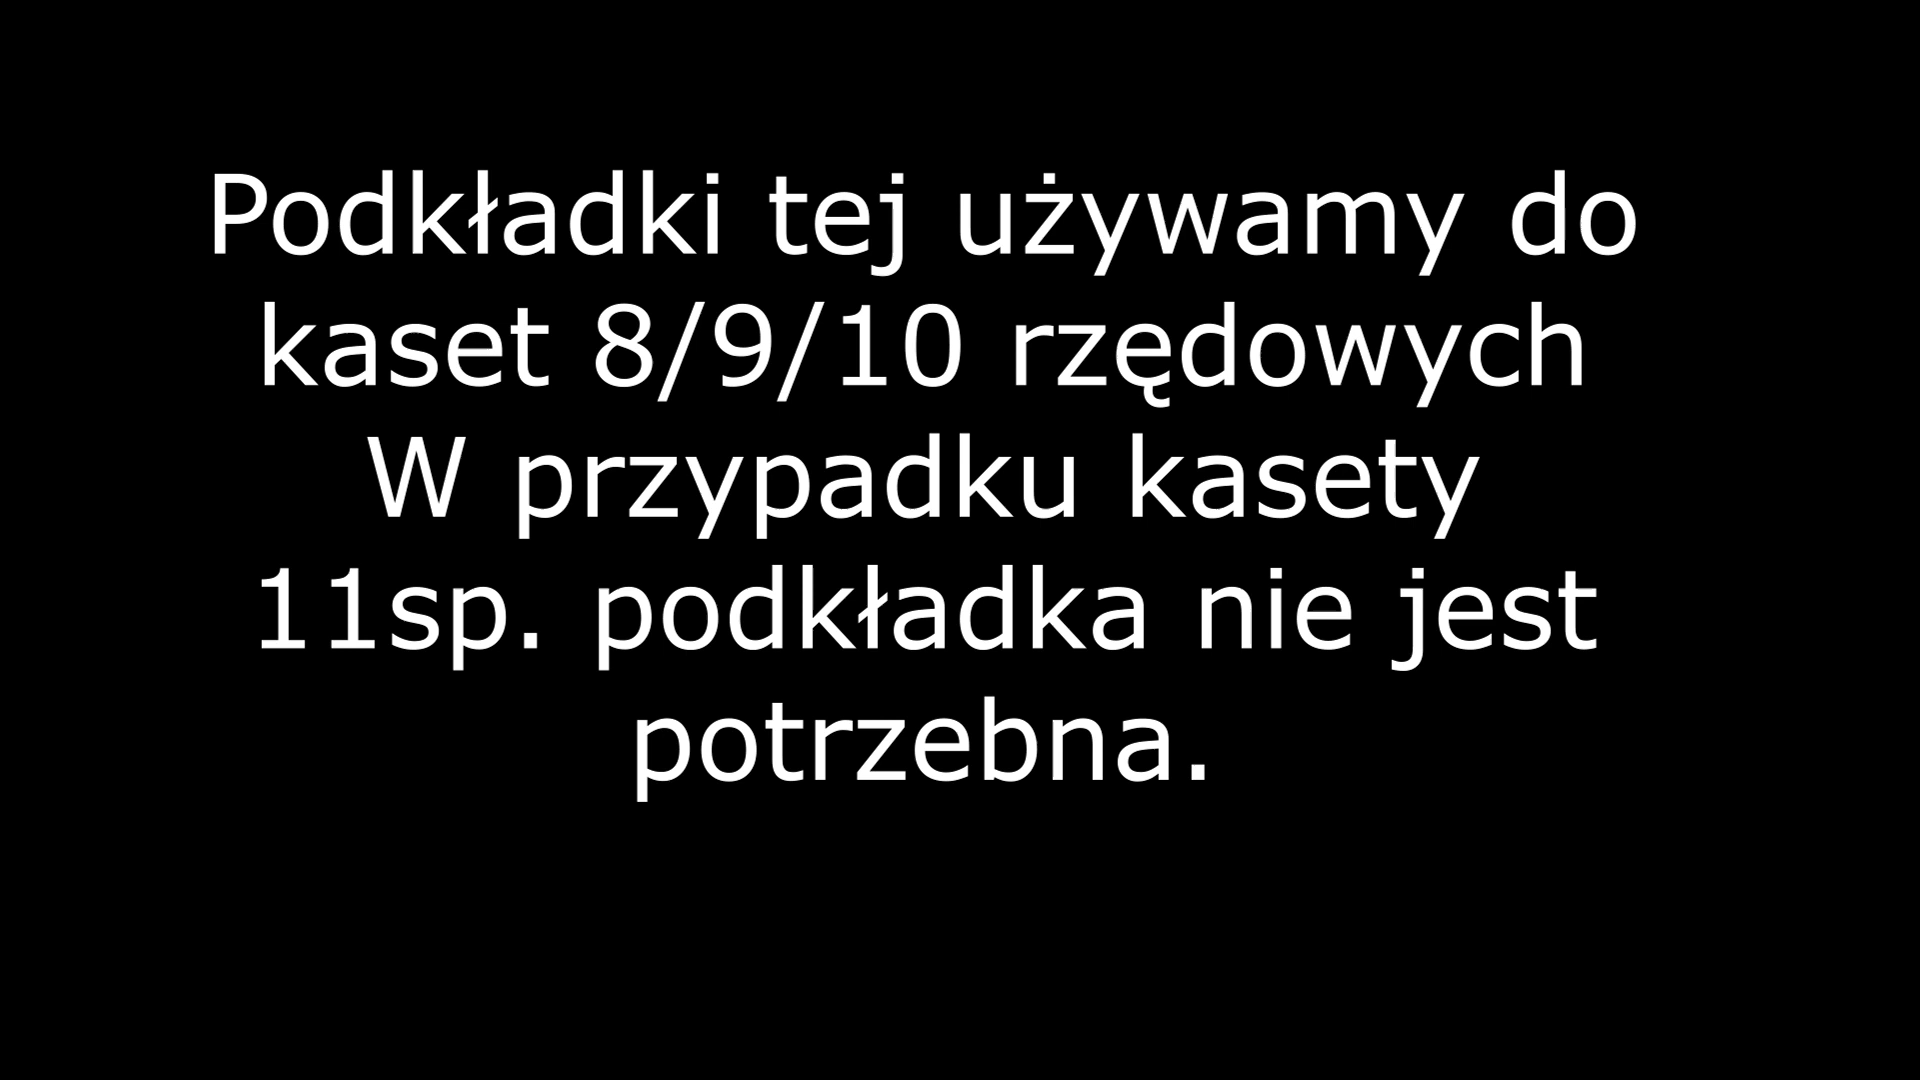 Podkładki tej używamy do
kaset 8/9/10 rzędowych
W przypadku kasety
11sp. podkładka nie jest
potrzebna.